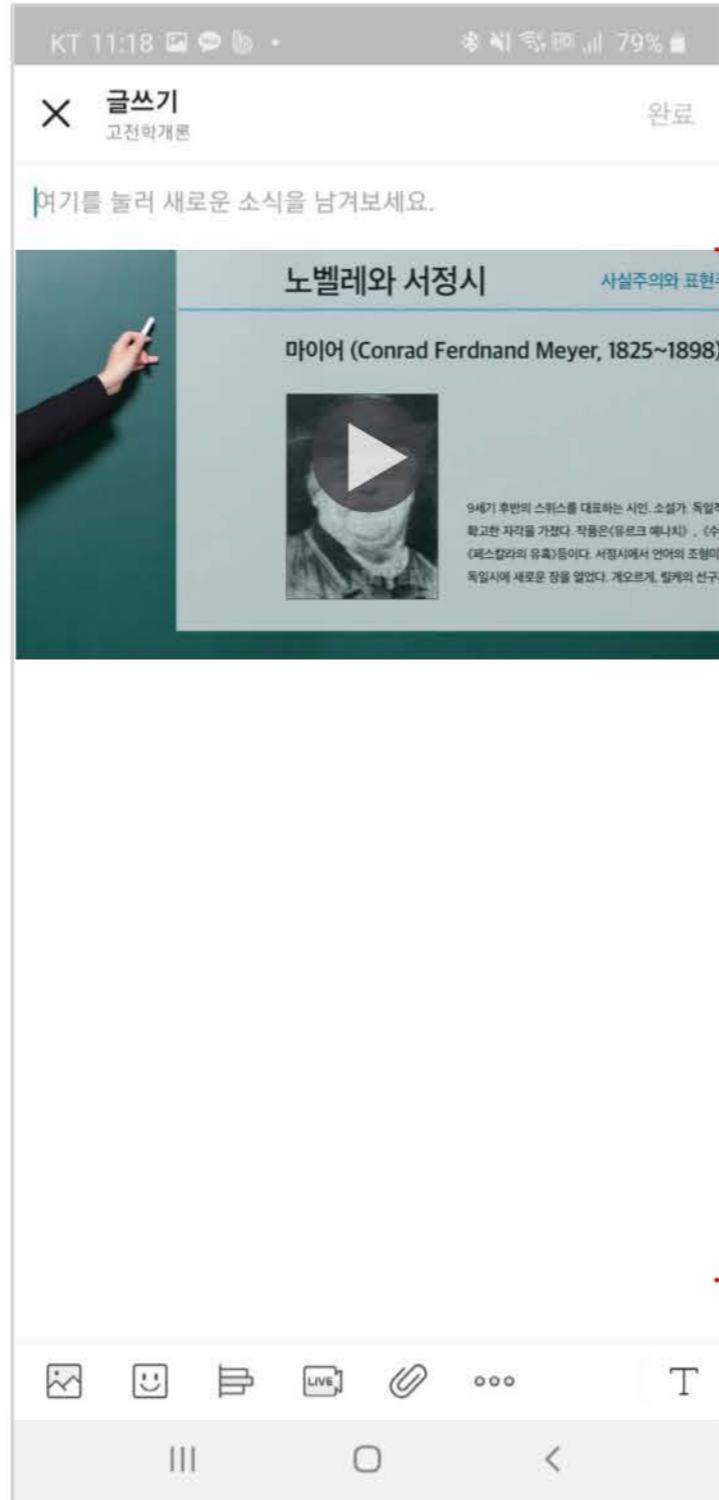 KT 11:18 79%
글쓰기
고전학개론
완료
여기를 눌러 새로운 소식을 남겨보세요.
노벨레와 서정시
사실주의와 표현주
마이어 (Conrad Ferdnand Meyer, 1825~1898)
9세기 후반의 스위스를 대표하는 시인. 소설가. 독일적
확고한 자각을 가졌다. 작품은《유르크 예나치》, 《수
《페스칼라의 유혹》등이다. 서정시에서 언어의 조형미
독일시에 새로운 장을 열었다. 게오르게, 릴케의 선구
LIVE
T